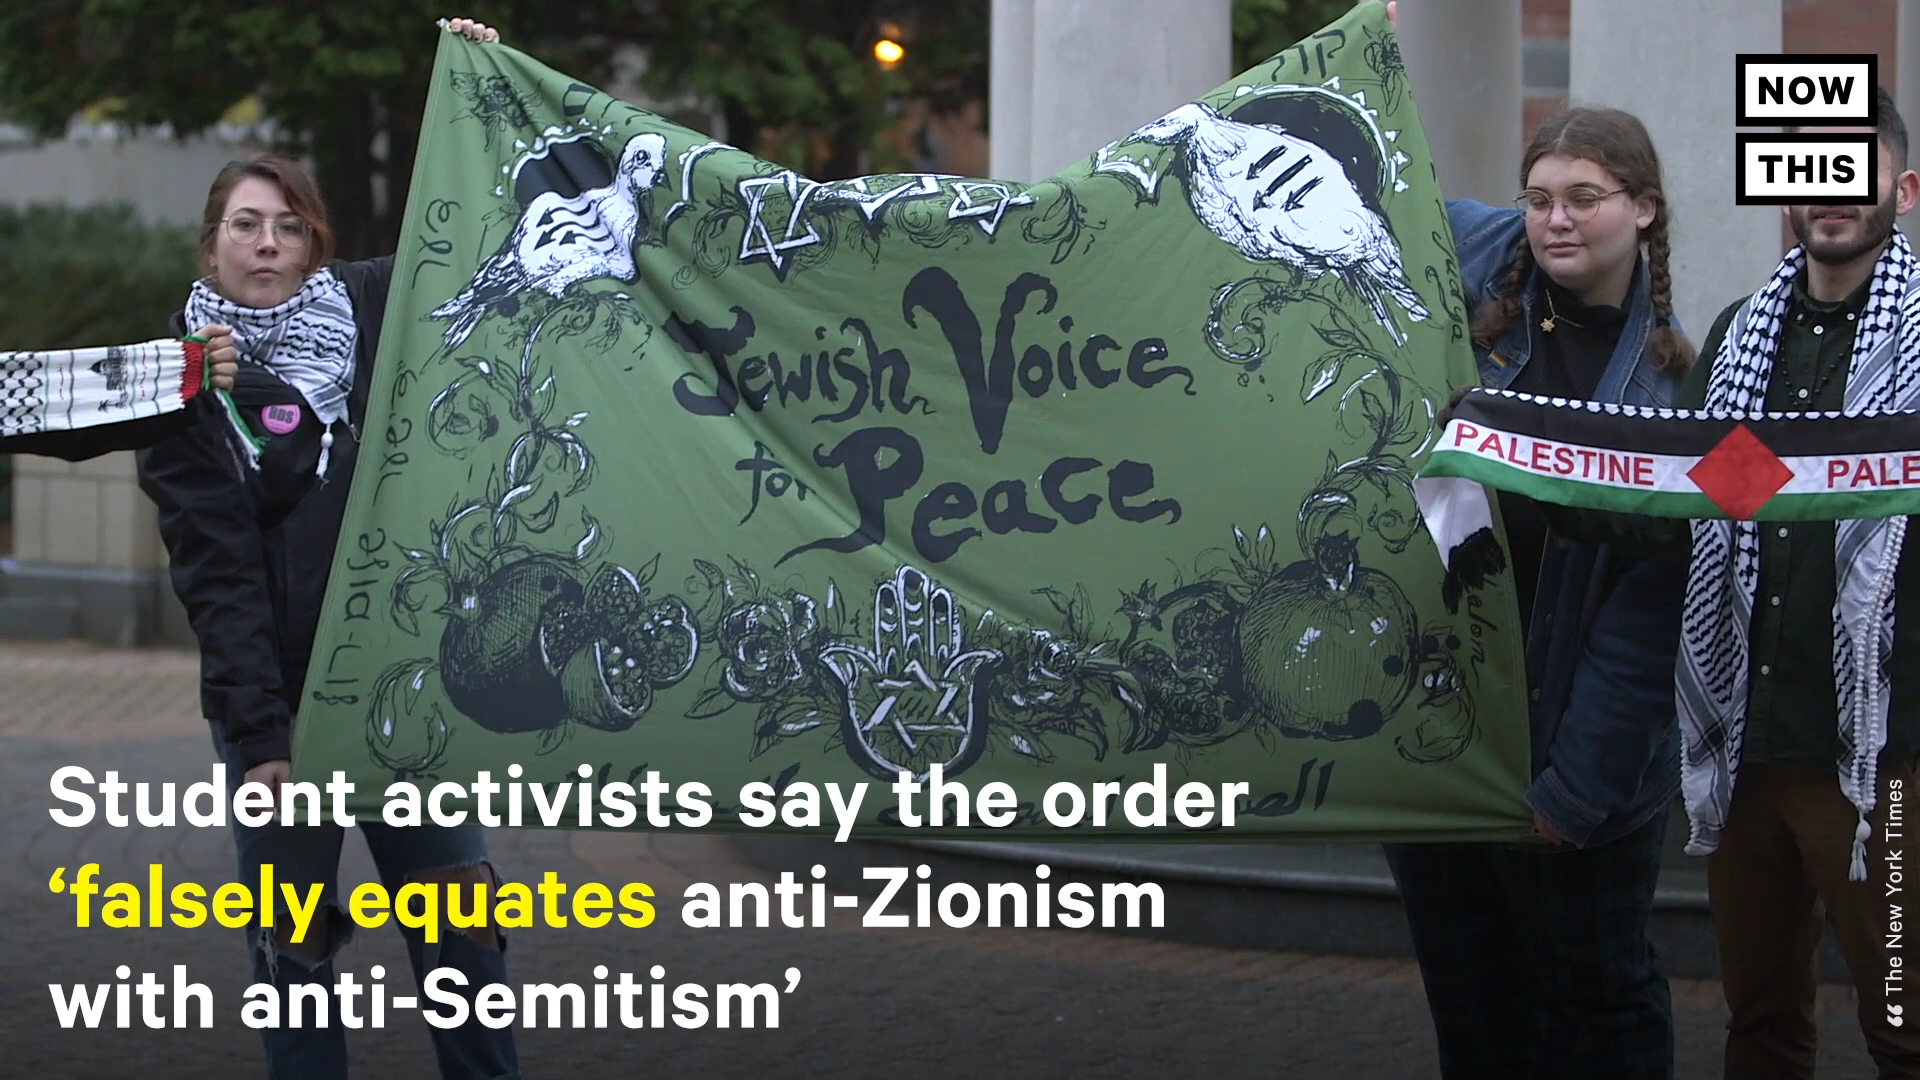 NOW
THIS
Jewish Voice
for Peace
BDS
PALESTINE
PALE
Student activists say the order
‘falsely equates anti-Zionism
with anti-Semitism’
“ The New York Times